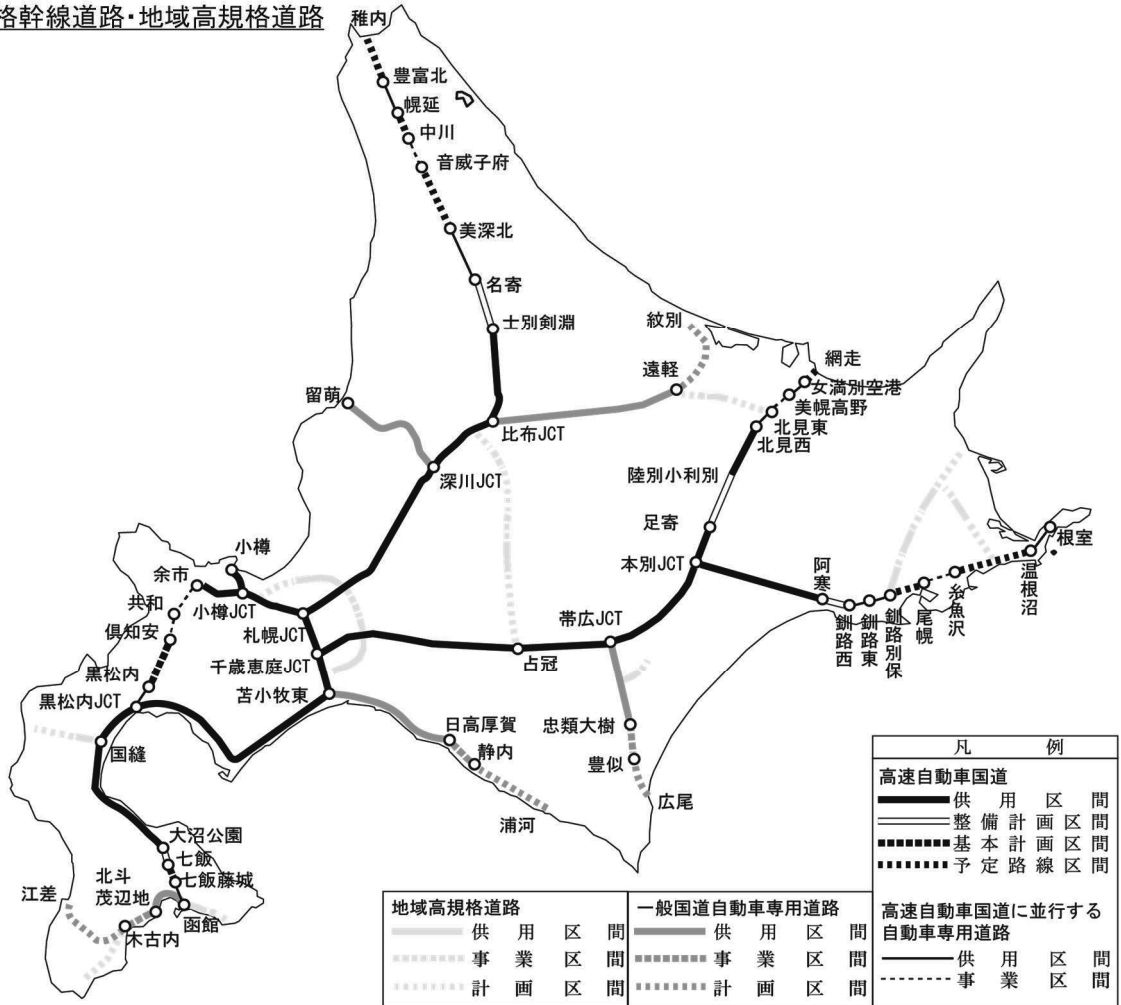 格幹線道路・地域高規格道路
稚内
豊富北
幌延
中川
音威子府
美深北
名寄
士別剣淵
紋別
網走
遠軽
女満別空港
美幌高野
北見東
北見西
留萌
比布JCT
深川JCT
陸別小利別
足寄
本別JCT
阿寒
釧路西
釧路東
釧路別保
尾幌
糸魚沢
温根沼
根室
小樽
余市
共和
小樽JCT
倶知安
札幌JCT
帯広JCT
黒松内
千歳恵庭JCT
占冠
黒松内JCT
苫小牧東
国縫
日高厚賀
静内
忠類大樹
豊似
浦河
広尾
大沼公園
七飯
七飯藤城
北斗
茂辺地
江差
函館
木古内
凡 例
高速自動車国道
供用区間
整備計画区間
基本計画区間
予定路線区間
高速自動車国道に並行する
自動車専用道路
供用区間
事業区間
地域高規格道路
供用区間
事業区間
計画区間
一般国道自動車専用道路
供用区間
事業区間
計画区間